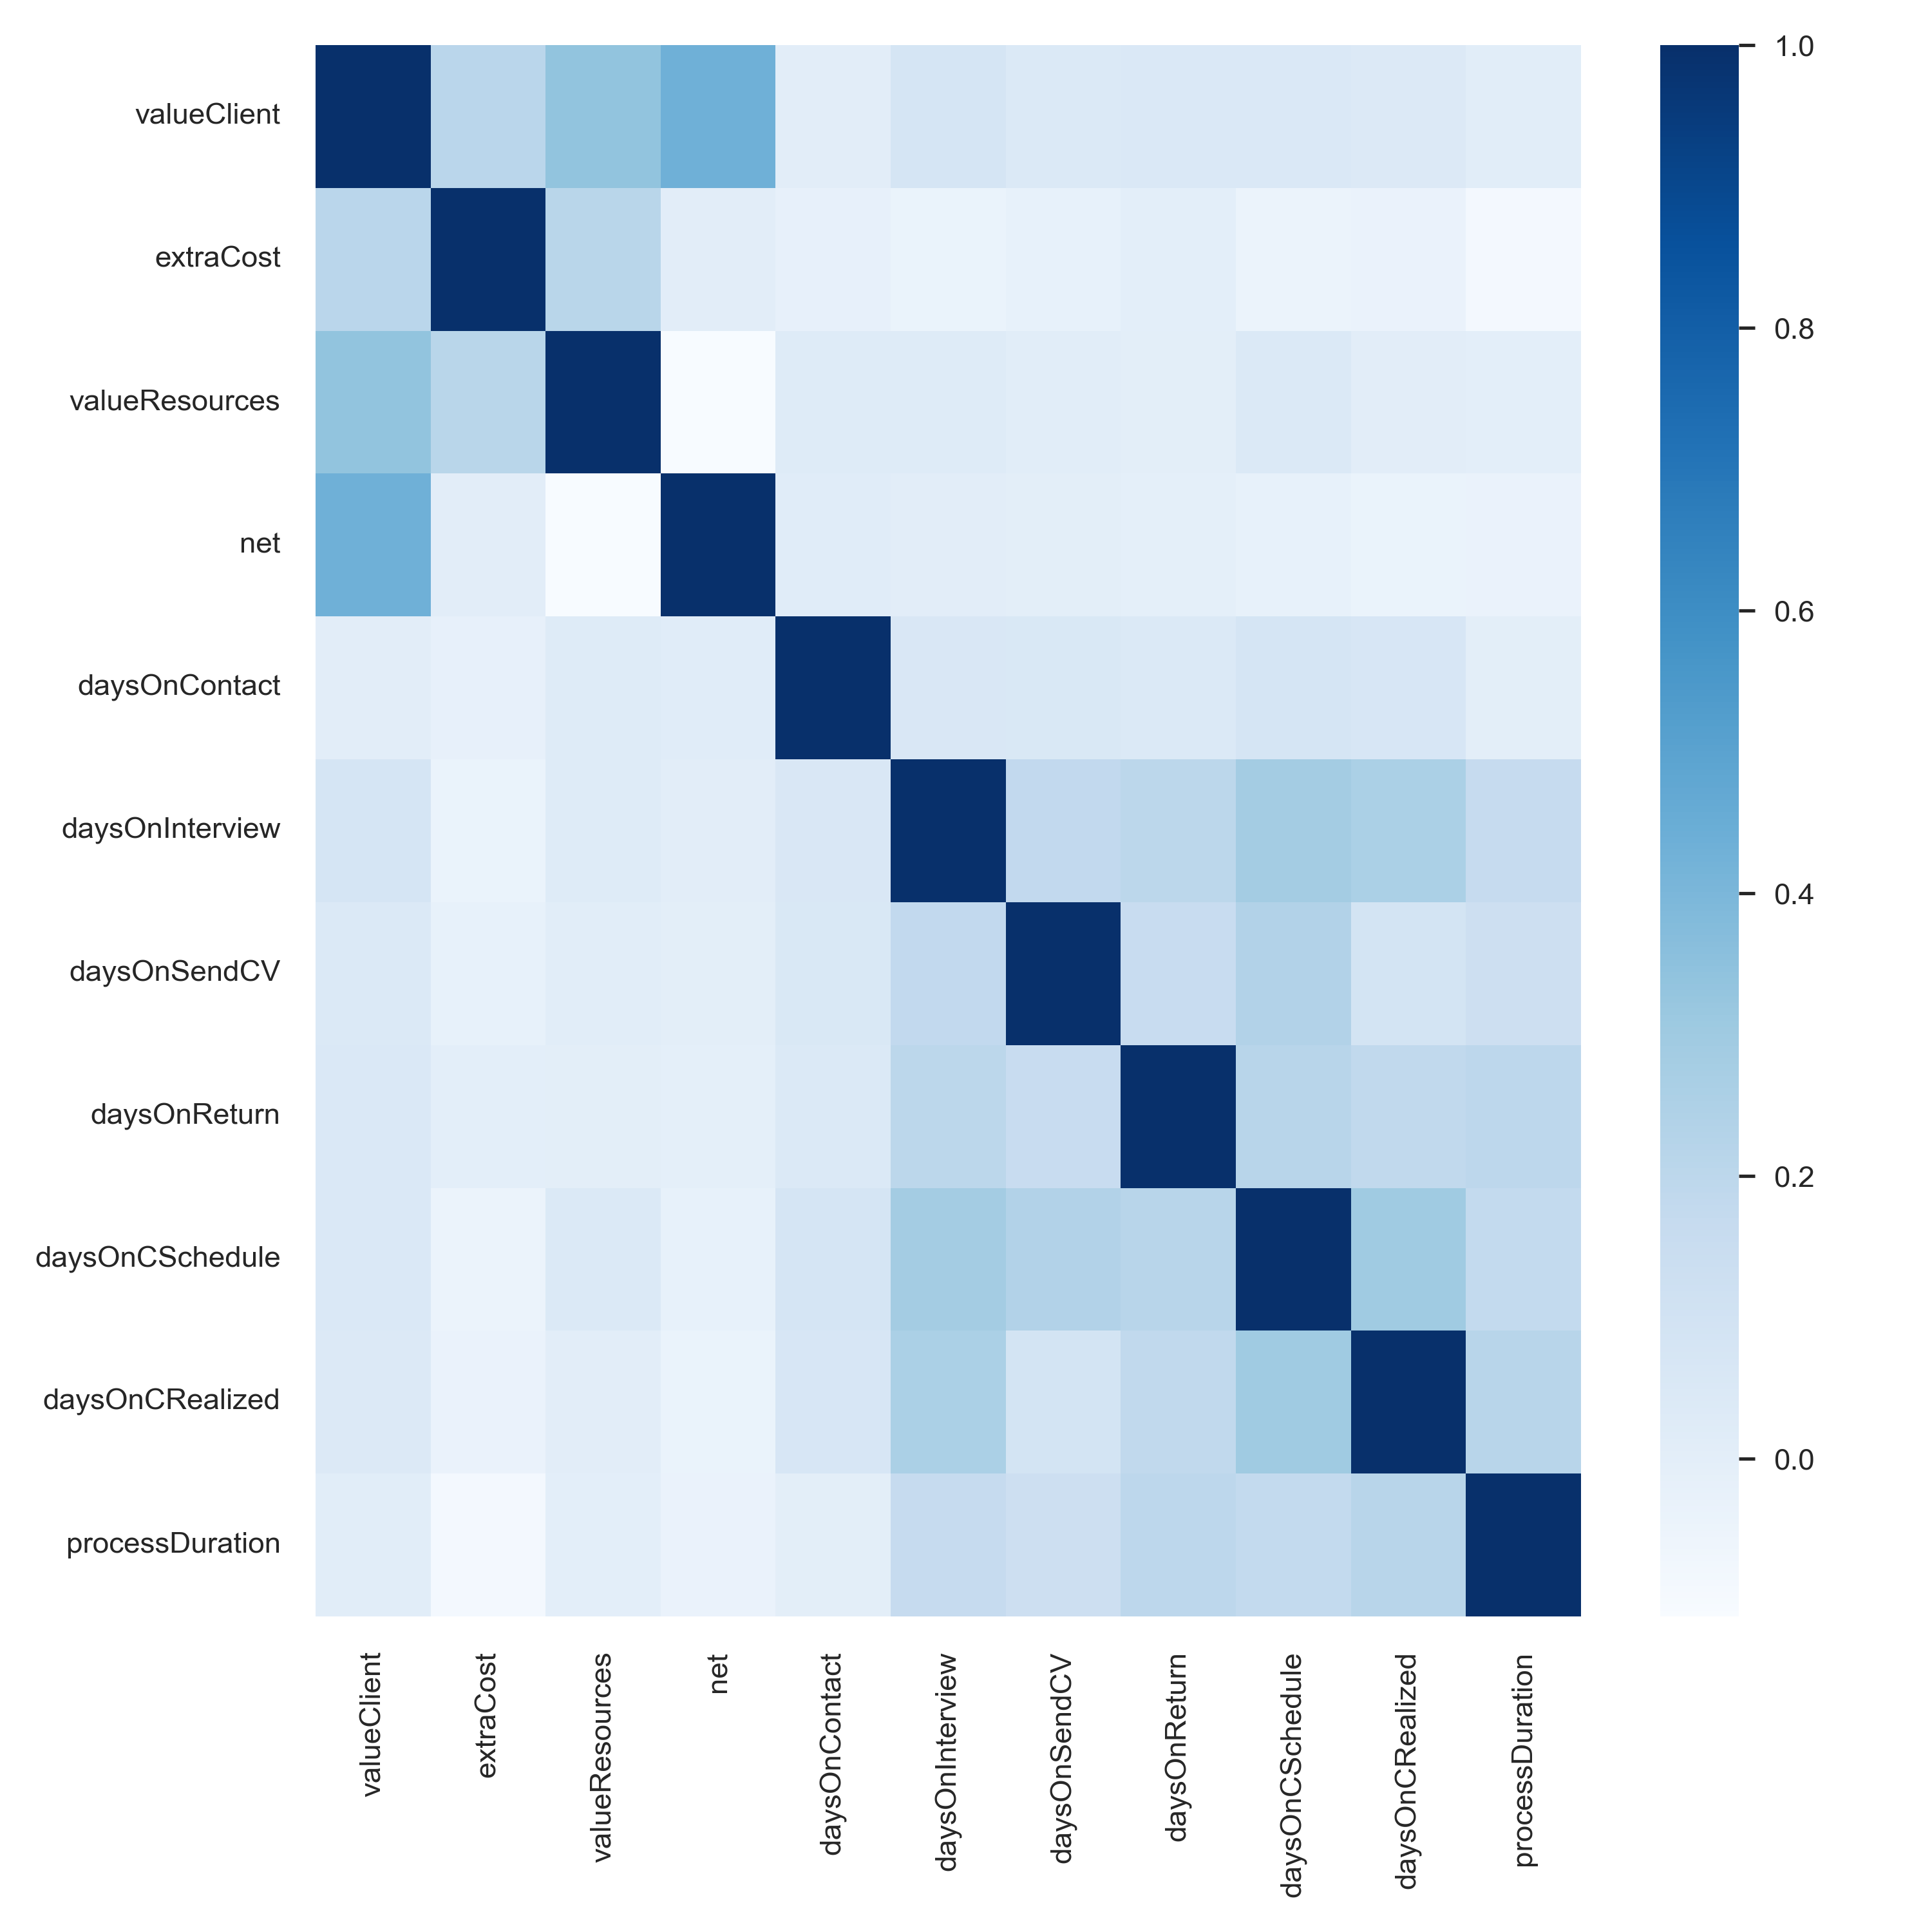 valueClient
extraCost
valueResources
net
daysOnContact
daysOnInterview
daysOnSendCV
daysOnReturn
daysOnCSchedule
daysOnCRealized
processDuration
valueClient
extraCost
valueResources
net
daysOnContact
daysOnInterview
daysOnSendCV
daysOnReturn
daysOnCSchedule
daysOnCRealized
processDuration
1.0
0.8
0.6
0.4
0.2
0.0